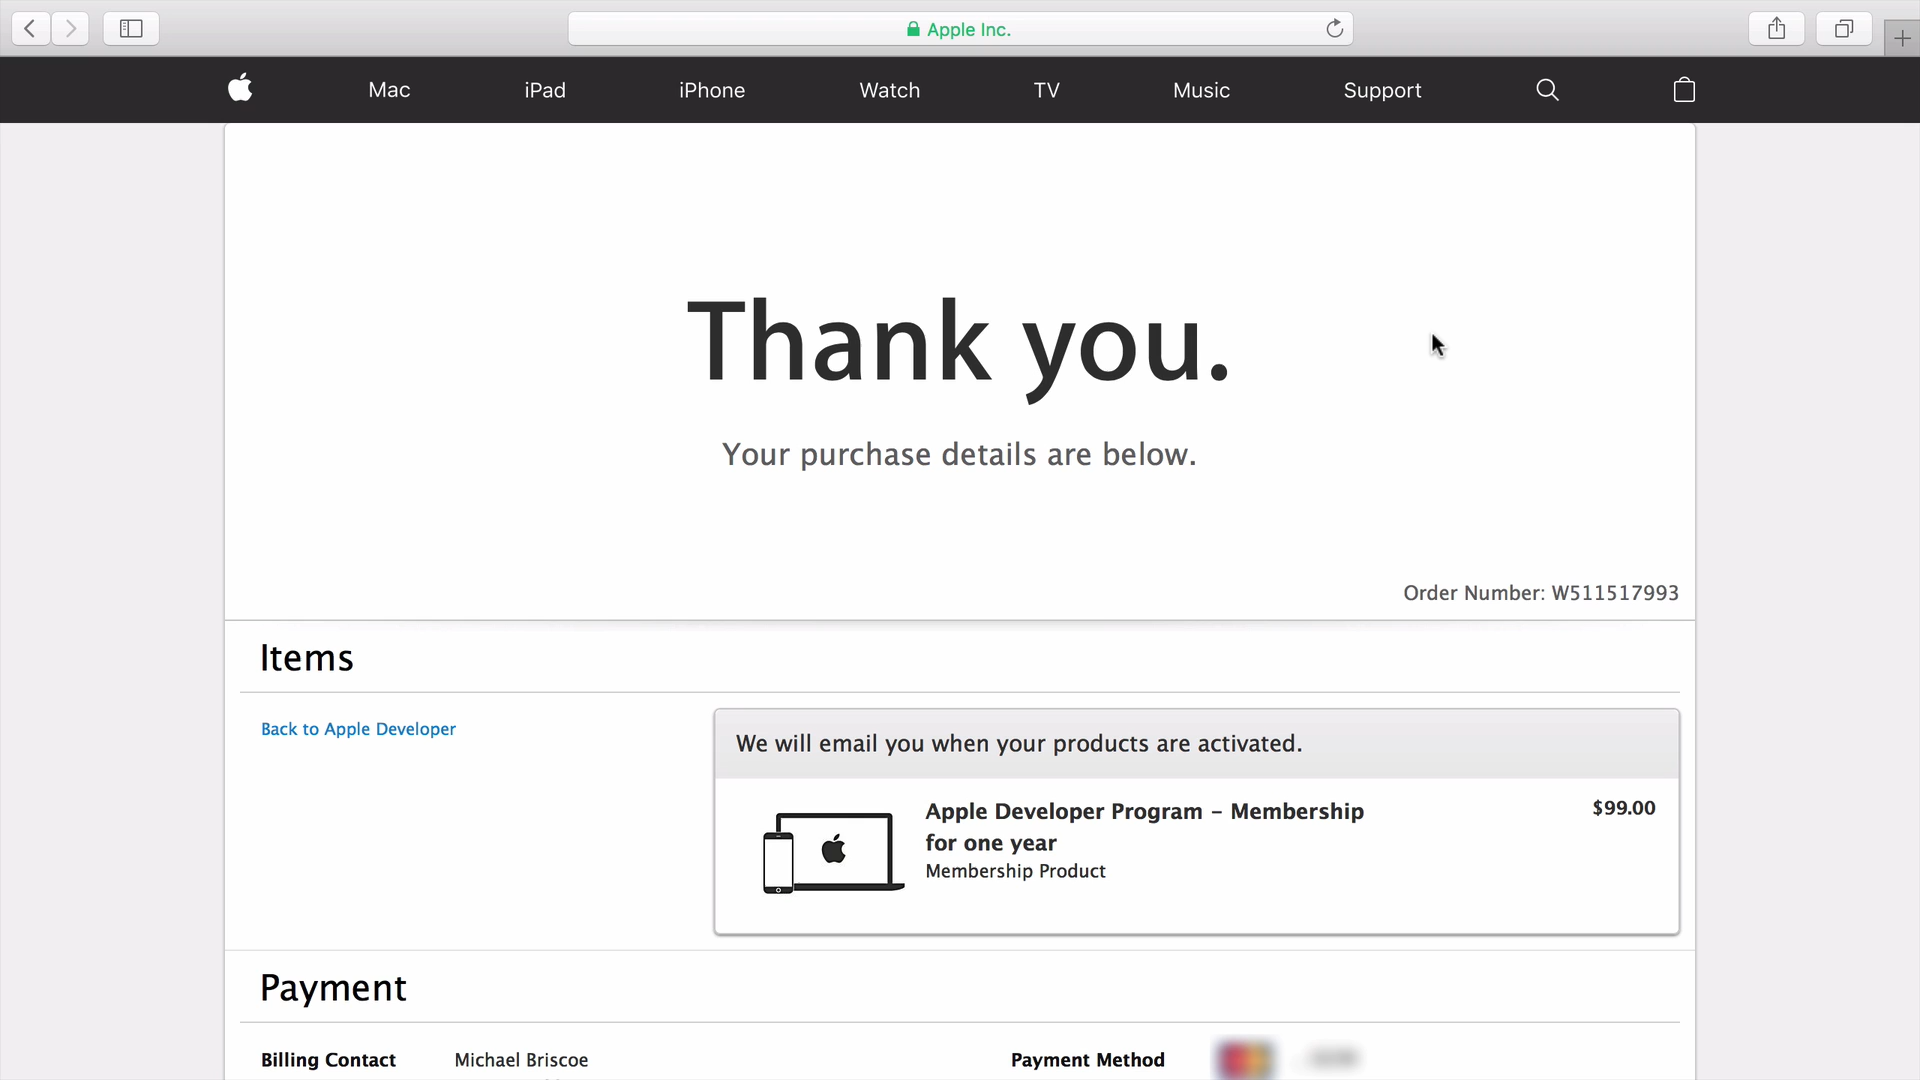 Apple Inc.
Mac iPad iPhone Watch TV Music Support
Thank you.
Your purchase details are below.
Order Number: W511517993
Items
Back to Apple Developer
We will email you when your products are activated.
Apple Developer Program – Membership $99.00
for one year
Membership Product
Payment
Billing Contact Michael Briscoe Payment Method